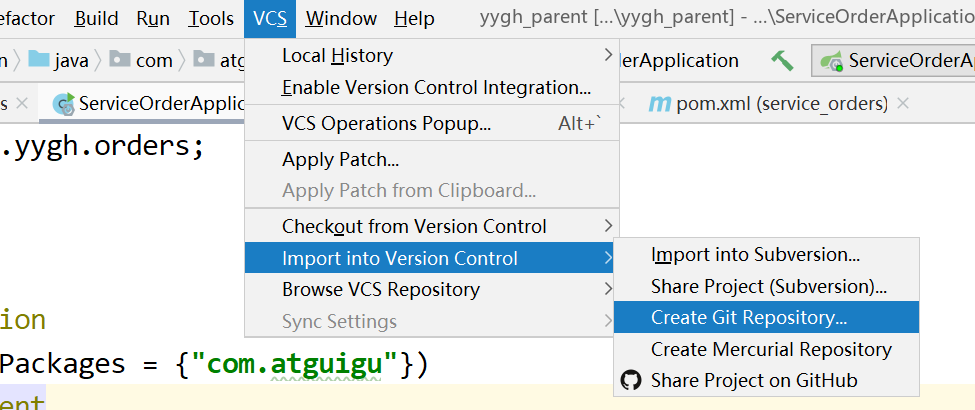 efactor Build Run Tools VCS Window Help yygh_parent [...\yygh_parent] - ...\ServiceOrderApplicatio
n java com atg erApplication ServiceOrderA
s ServiceOrderApplic pom.xml (service_orders)
.yygh.orders;
Local History
Enable Version Control Integration...
VCS Operations Popup... Alt+`
Apply Patch...
Apply Patch from Clipboard...
Checkout from Version Control
Import into Version Control
Browse VCS Repository
Sync Settings
Import into Subversion...
Share Project (Subversion)...
Create Git Repository...
Create Mercurial Repository
Share Project on GitHub
ion
Packages = {"com.atguigu"})
ent